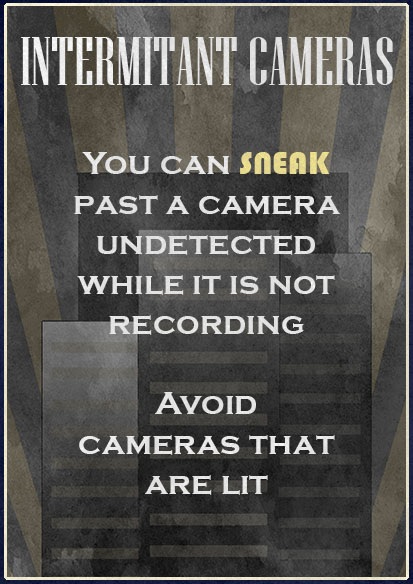 INTERMITANT CAMERAS
You can SNEAK
past a camera
undetected
while it is not
recording
Avoid
cameras that
are lit